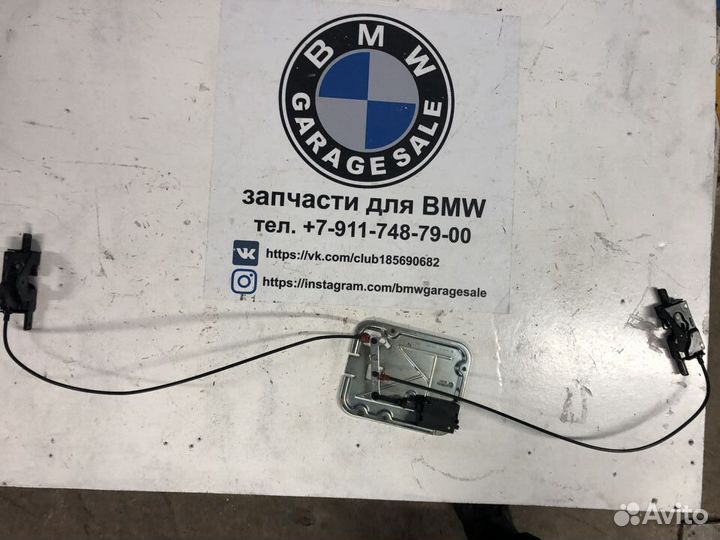 BMW
GARAGE SALE
запчасти для BMW
тел. +7-911-748-79-00
https://vk.com/club185690682
https://instagram.com/bmwgaragesale
Avito